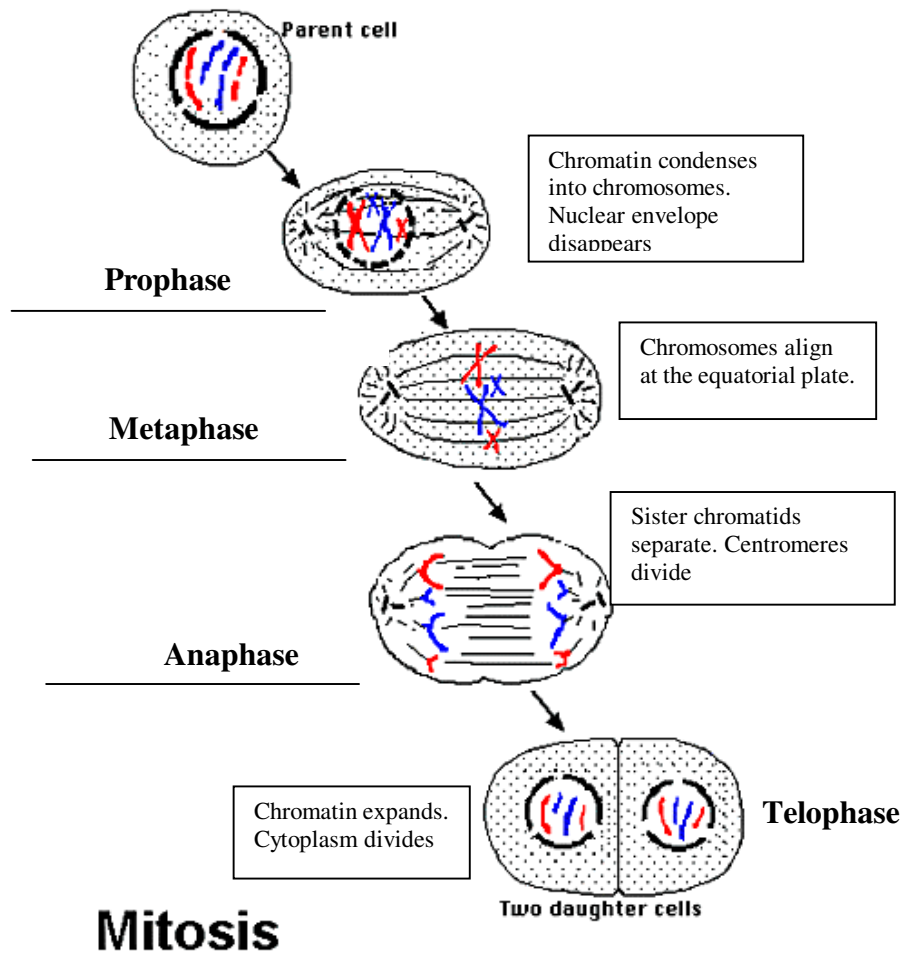 Parent cell
Chromatin condenses
into chromosomes.
Nuclear envelope
disappears
Prophase
Chromosomes align
at the equatorial plate.
Metaphase
Sister chromatids
separate. Centromeres
divide
Anaphase
Chromatin expands.
Cytoplasm divides
Telophase
Two daughter cells
Mitosis